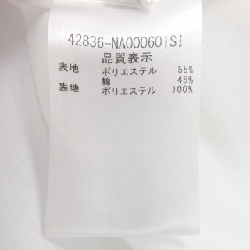 42836-NA000601SI
品質表示
表地 ポリエステル 55%
綿 45%
裏地 ポリエステル 100%